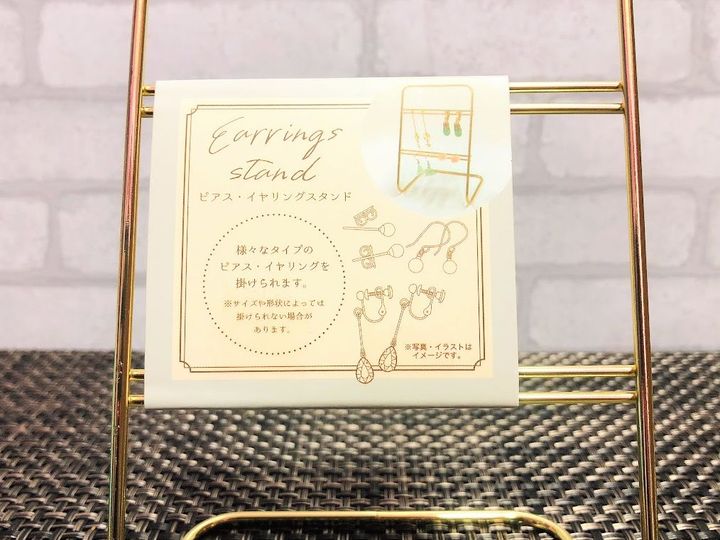 Earrings
stand
ピアス・イヤリングスタンド
様々なタイプの
ピアス・イヤリングを
掛けられます。
※サイズや形状によっては
掛けられない場合が
あります。
※写真・イラストは
イメージです。